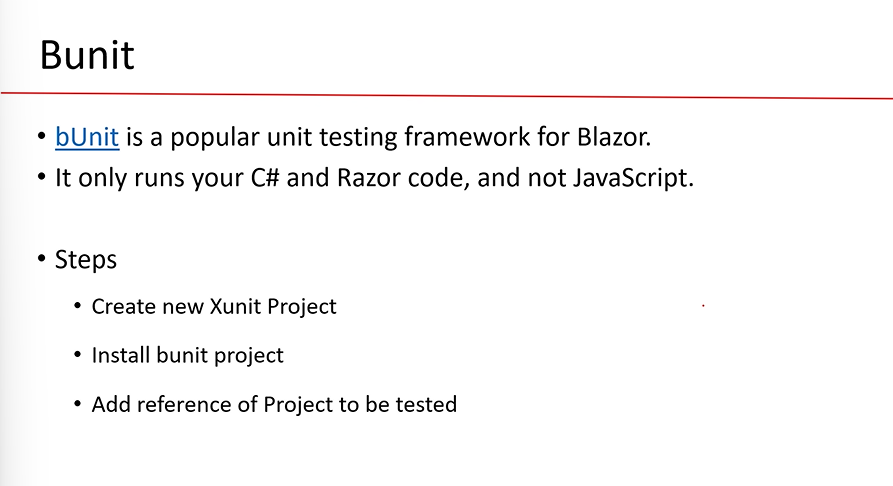 Bunit
• bUnit is a popular unit testing framework for Blazor.
• It only runs your C# and Razor code, and not JavaScript.
• Steps
• Create new Xunit Project
• Install bunit project
• Add reference of Project to be tested